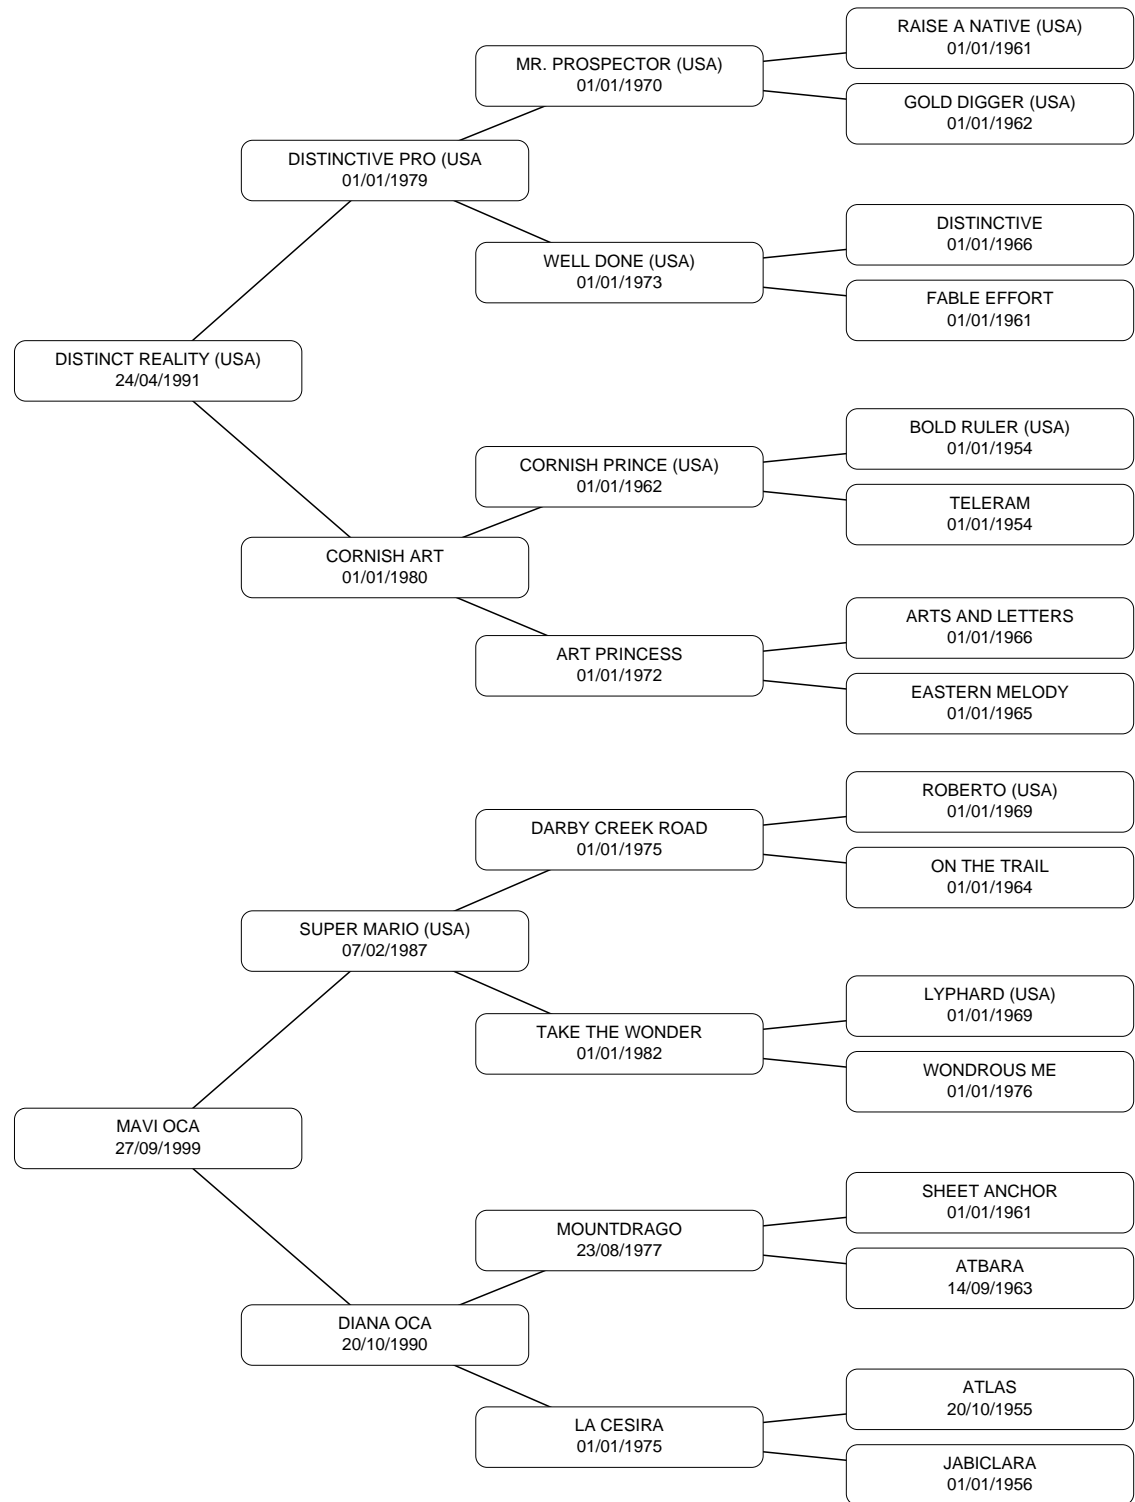 RAISE A NATIVE (USA)
01/01/1961
MR. PROSPECTOR (USA)
01/01/1970
GOLD DIGGER (USA)
01/01/1962
DISTINCTIVE PRO (USA
01/01/1979
DISTINCTIVE
01/01/1966
WELL DONE (USA)
01/01/1973
FABLE EFFORT
01/01/1961
DISTINCT REALITY (USA)
24/04/1991
BOLD RULER (USA)
01/01/1954
CORNISH PRINCE (USA)
01/01/1962
TELERAM
01/01/1954
CORNISH ART
01/01/1980
ARTS AND LETTERS
01/01/1966
ART PRINCESS
01/01/1972
EASTERN MELODY
01/01/1965
ROBERTO (USA)
01/01/1969
DARBY CREEK ROAD
01/01/1975
ON THE TRAIL
01/01/1964
SUPER MARIO (USA)
07/02/1987
LYPHARD (USA)
01/01/1969
TAKE THE WONDER
01/01/1982
WONDROUS ME
01/01/1976
MAVI OCA
27/09/1999
SHEET ANCHOR
01/01/1961
MOUNTDRAGO
23/08/1977
ATBARA
14/09/1963
DIANA OCA
20/10/1990
ATLAS
20/10/1955
LA CESIRA
01/01/1975
JABICLARA
01/01/1956